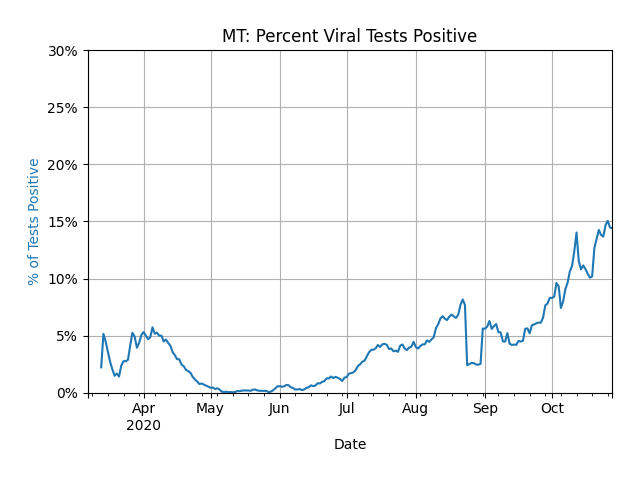 MT: Percent Viral Tests Positive
30%
25%
20%
15%
10%
5%
0%
% of Tests Positive
Apr May Jun Jul Aug Sep Oct
2020
Date